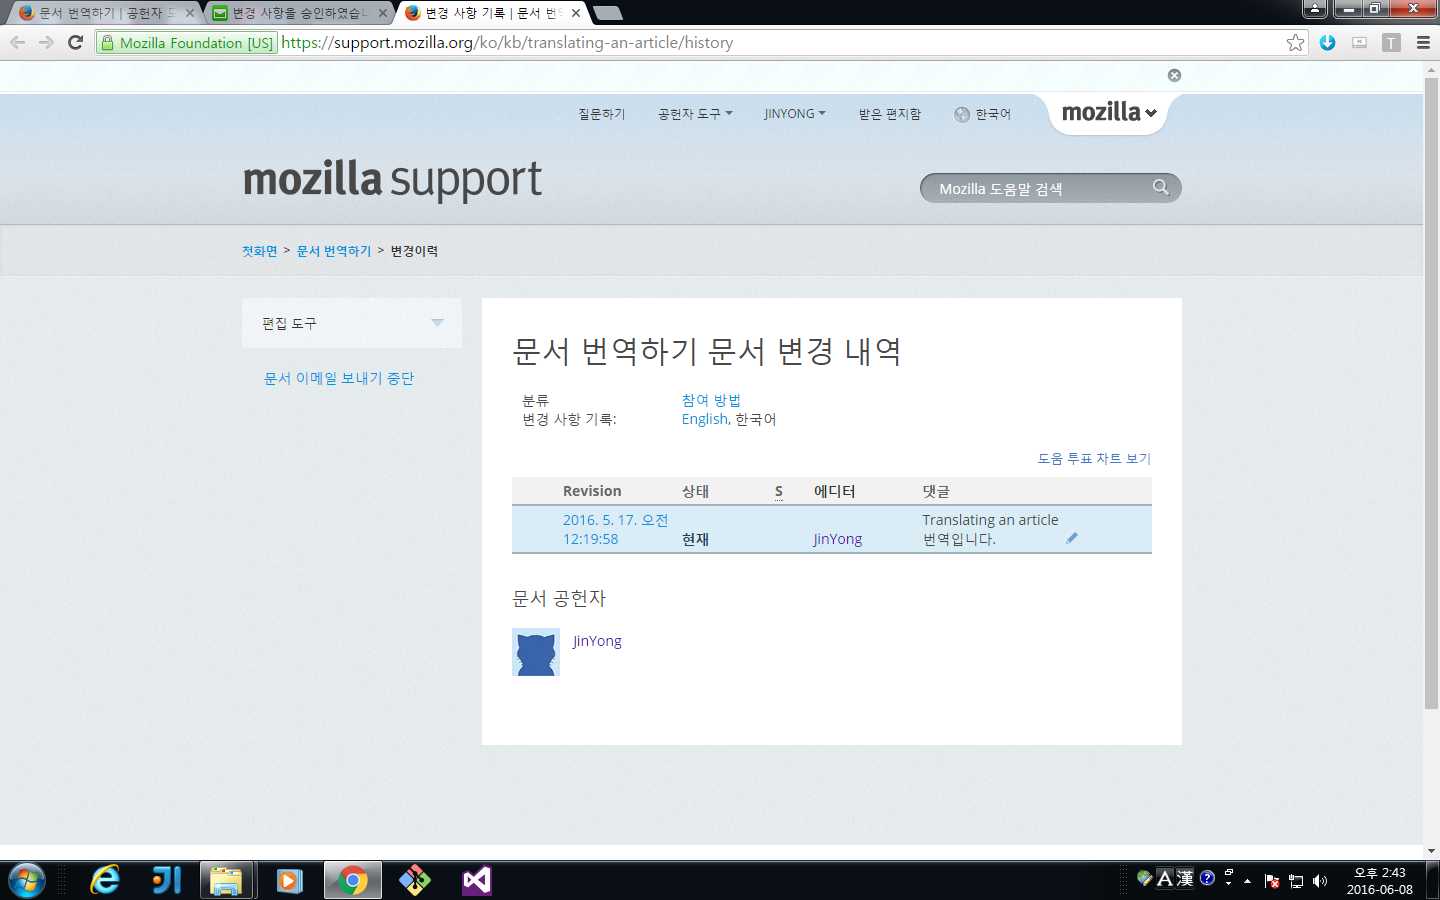 문서 번역하기 | 공헌자 도
변경 사항을 승인하였습니
변경 사항 기록 | 문서 번역
Mozilla Foundation [US]
https://support.mozilla.org/ko/kb/translating-an-article/history
T
질문하기
공헌자 도구
JINYONG
받은 편지함
한국어
mozilla
mozilla support
Mozilla 도움말 검색
첫화면 > 문서 번역하기 > 변경이력
편집 도구
문서 이메일 보내기 중단
문서 번역하기 문서 변경 내역
분류 참여 방법
변경 사항 기록: English, 한국어
도움 투표 차트 보기
Revision 상태 S 에디터 댓글
2016. 5. 17. 오전 Translating an article
12:19:58 현재 JinYong 번역입니다.
문서 공헌자
JinYong
A 漢
오후 2:43
2016-06-08